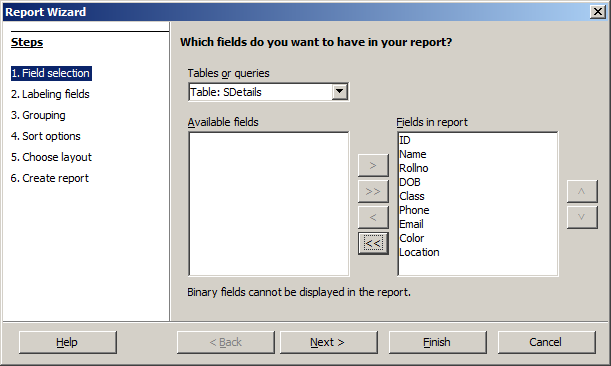 Report Wizard
Steps
1. Field selection
2. Labeling fields
3. Grouping
4. Sort options
5. Choose layout
6. Create report
Which fields do you want to have in your report?
Tables or queries
Table: SDetails
Available fields
>
>>
<
<<
Fields in report
ID
Name
Rollno
DOB
Class
Phone
Email
Color
Location
^
v
Binary fields cannot be displayed in the report.
Help
< Back
Next >
Finish
Cancel